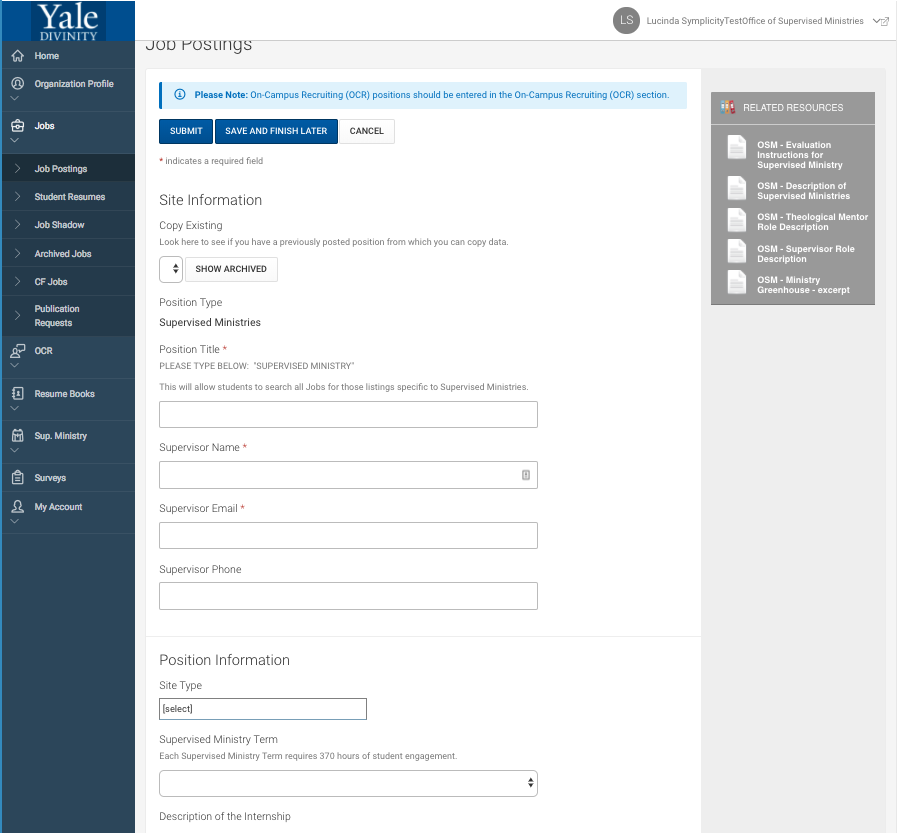 Yale
DIVINITY
LS
Lucinda SymplicityTestOffice of Supervised Ministries
Home
Organization Profile
Jobs
Job Postings
Student Resumes
Job Shadow
Archived Jobs
CF Jobs
Publication
Requests
OCR
Resume Books
Sup. Ministry
Surveys
My Account
Job Postings
Please Note: On-Campus Recruiting (OCR) positions should be entered in the On-Campus Recruiting (OCR) section.
SUBMIT
SAVE AND FINISH LATER
CANCEL
* indicates a required field
Site Information
Copy Existing
Look here to see if you have a previously posted position from which you can copy data.
SHOW ARCHIVED
Position Type
Supervised Ministries
Position Title *
PLEASE TYPE BELOW: "SUPERVISED MINISTRY"
This will allow students to search all Jobs for those listings specific to Supervised Ministries.
Supervisor Name *
Supervisor Email *
Supervisor Phone
Position Information
Site Type
[select]
Supervised Ministry Term
Each Supervised Ministry Term requires 370 hours of student engagement.
Description of the Internship
RELATED RESOURCES
OSM - Evaluation
Instructions for
Supervised Ministry
OSM - Description of
Supervised Ministries
OSM - Theological Mentor
Role Description
OSM - Supervisor Role
Description
OSM - Ministry
Greenhouse - excerpt